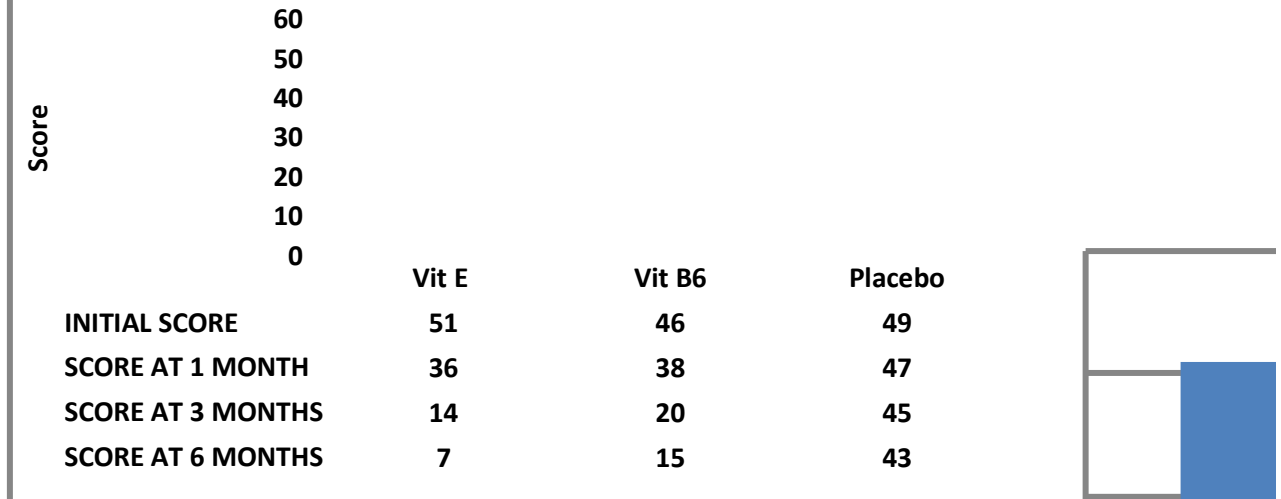 60
50
40
30
20
10
0
Score
Vit E Vit B6 Placebo
INITIAL SCORE 51 46 49
SCORE AT 1 MONTH 36 38 47
SCORE AT 3 MONTHS 14 20 45
SCORE AT 6 MONTHS 7 15 43